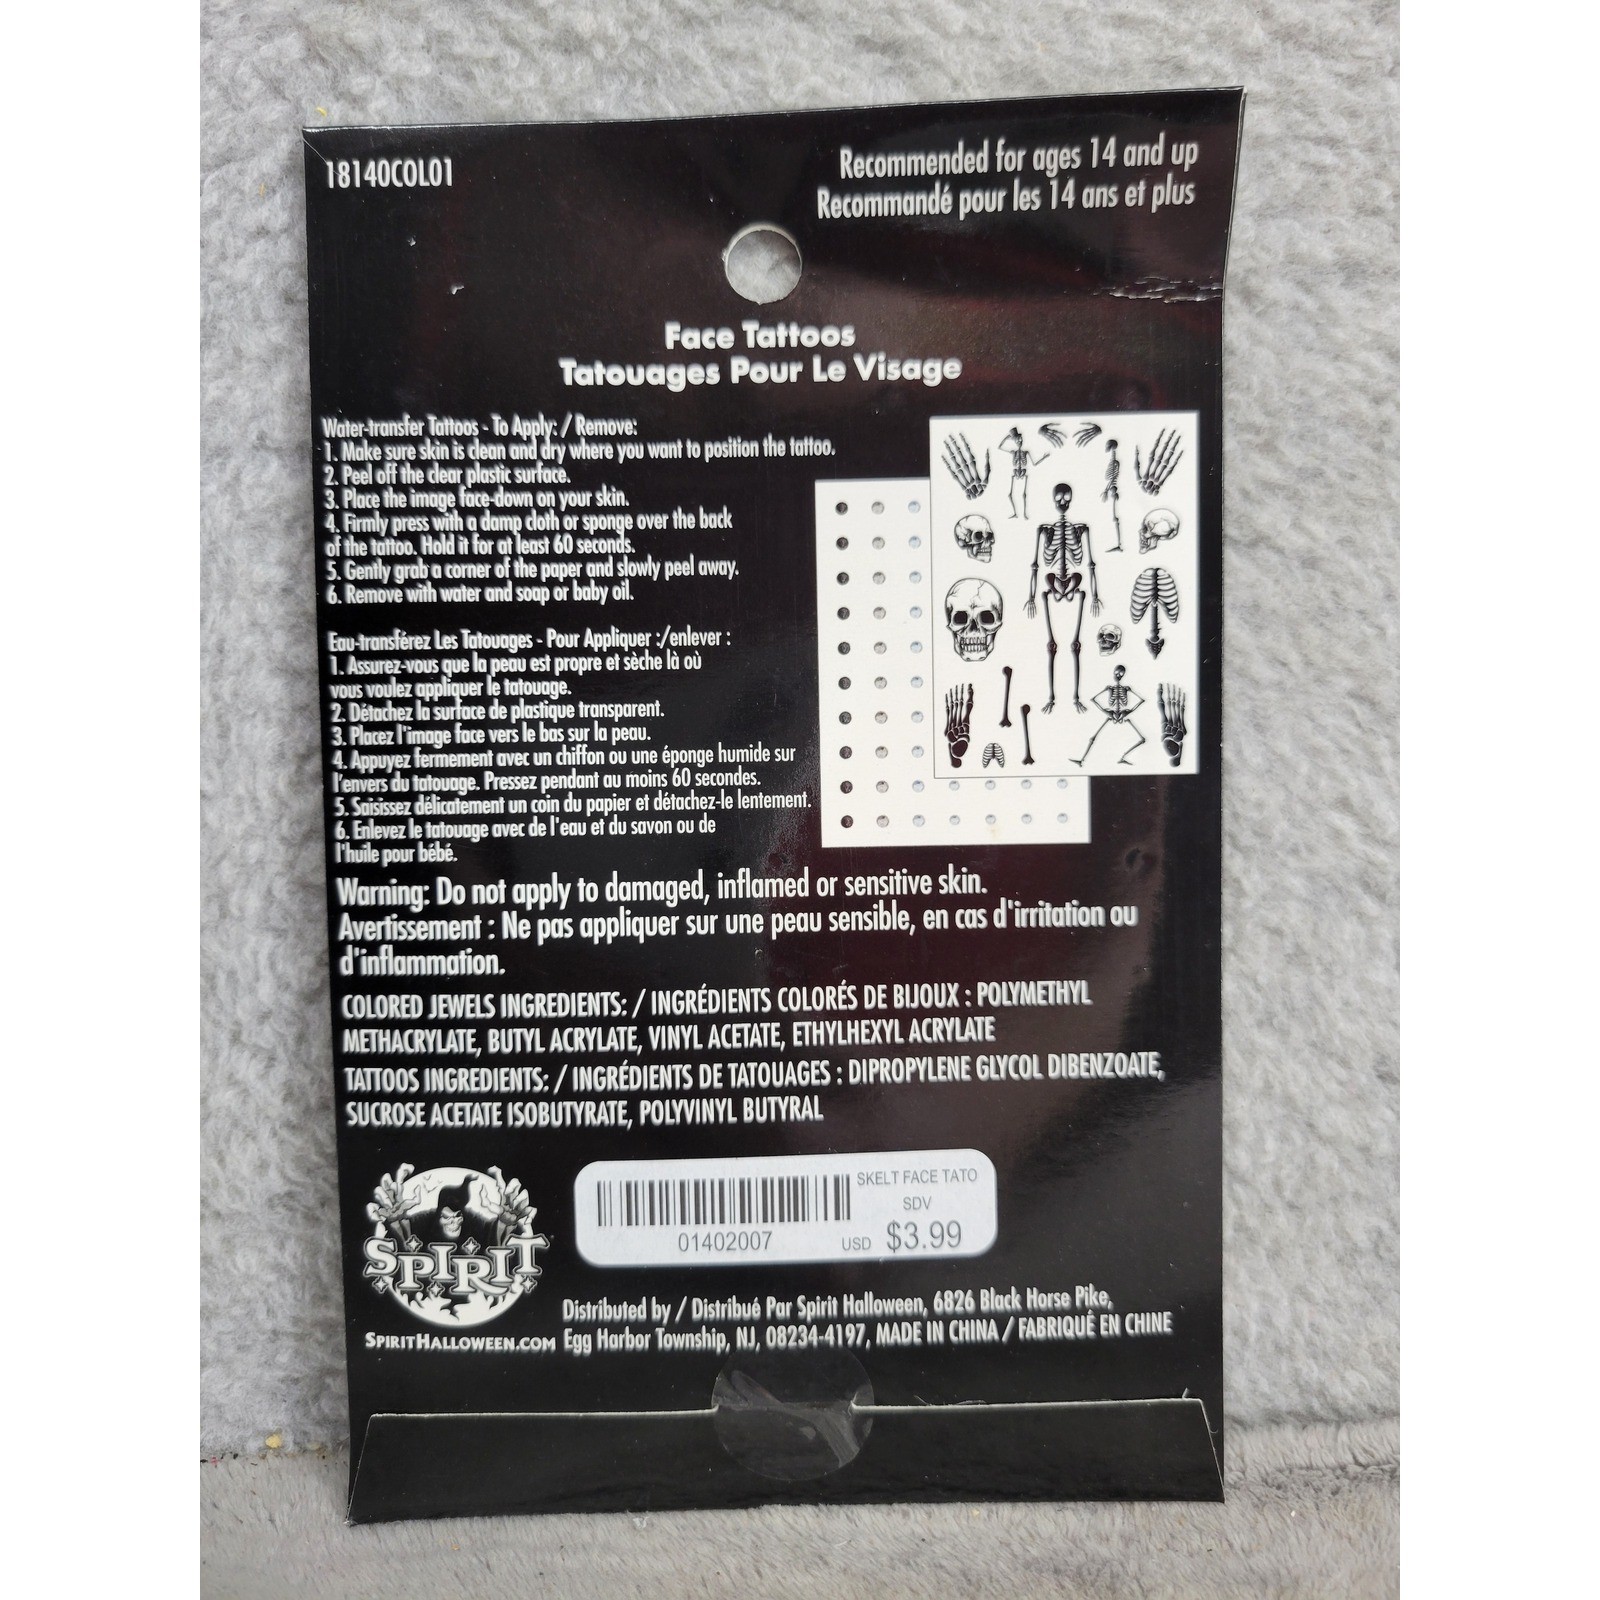 18140COL01
Recommended for ages 14 and up
Recommandé pour les 14 ans et plus
Face Tattoos
Tatouages Pour Le Visage
Water-transfer Tattoos - To Apply: / Remove:
1. Make sure skin is clean and dry where you want to position the tattoo.
2. Peel off the clear plastic surface.
3. Place the image face-down on your skin.
4. Firmly press with a damp cloth or sponge over the back
of the tattoo. Hold it for at least 60 seconds.
5. Gently grab a corner of the paper and slowly peel away.
6. Remove with water and soap or baby oil.
Eau-transférez Les Tatouages - Pour Appliquer :/enlever :
1. Assurez-vous que la peau est propre et sèche là où
vous voulez appliquer le tatouage.
2. Détachez la surface de plastique transparent.
3. Placez l'image face vers le bas sur la peau.
4. Appuyez fermement avec un chiffon ou une éponge humide sur
l'envers du tatouage. Pressez pendant au moins 60 secondes.
5. Saisissez délicatement un coin du papier et détachez-le lentement.
6. Enlevez le tatouage avec de l'eau et du savon ou de
l'huile pour bébé.
Warning: Do not apply to damaged, inflamed or sensitive skin.
Avertissement : Ne pas appliquer sur une peau sensible, en cas d'irritation ou
d'inflammation.
COLORED JEWELS INGREDIENTS: / INGRÉDIENTS COLORÉS DE BIJOUX : POLYMETHYL
METHACRYLATE, BUTYL ACRYLATE, VINYL ACETATE, ETHYLHEXYL ACRYLATE
TATTOOS INGREDIENTS: / INGRÉDIENTS DE TATOUAGES : DIPROPYLENE GLYCOL DIBENZOATE,
SUCROSE ACETATE ISOBUTYRATE, POLYVINYL BUTYRAL
SPIRIT
SPIRITHALLOWEEN.COM
SKELT FACE TATO
SDV
01402007
USD $3.99
Distributed by / Distribué Par Spirit Halloween, 6826 Black Horse Pike,
Egg Harbor Township, NJ, 08234-4197, MADE IN CHINA / FABRIQUÉ EN CHINE